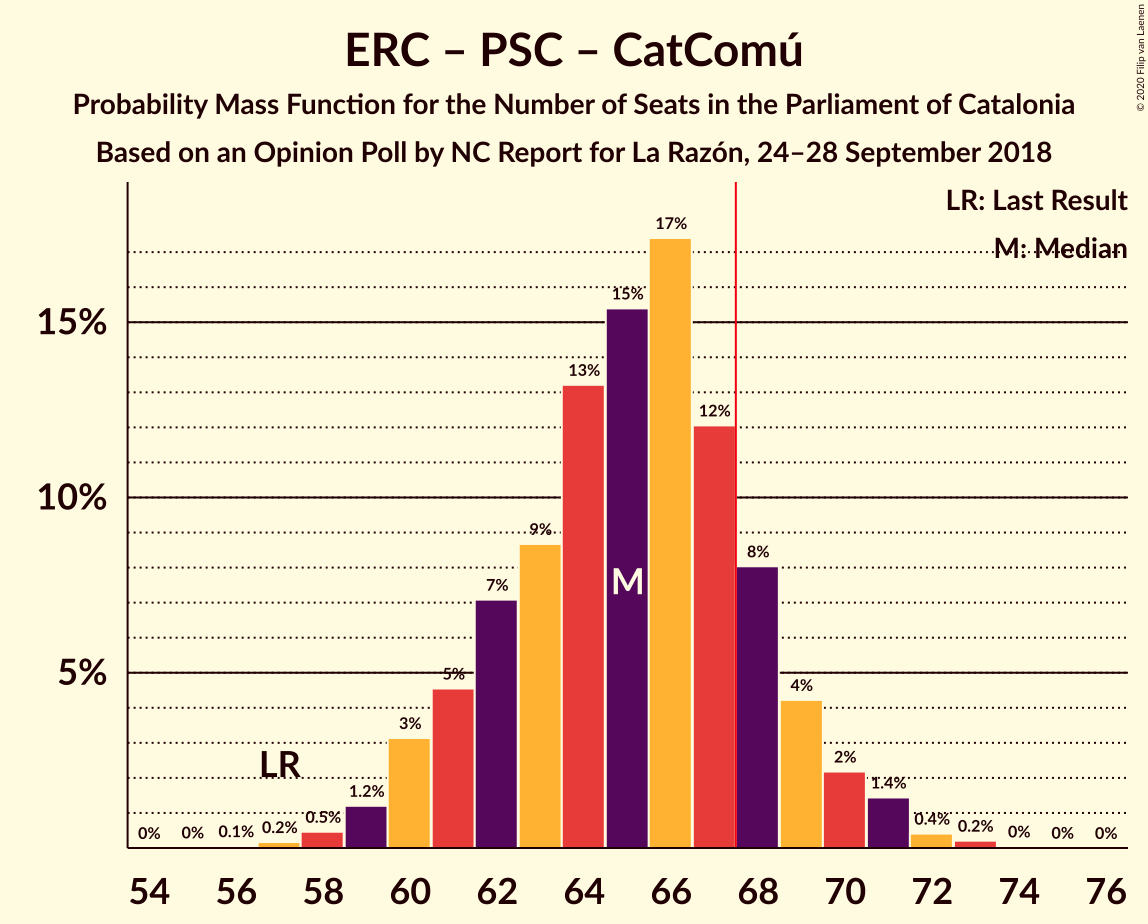 ERC – PSC – CatComú
Probability Mass Function for the Number of Seats in the Parliament of Catalonia
Based on an Opinion Poll by NC Report for La Razón, 24–28 September 2018
© 2020 Filip van Laenen
LR: Last Result
M: Median
15%
10%
5%
0% 0% 0.1% 0.2% 0.5% 1.2% 3% 5% 7% 9% 13% 15% 17% 12% 8% 4% 2% 1.4% 0.4% 0.2% 0% 0% 0%
LR
M
54 56 58 60 62 64 66 68 70 72 74 76